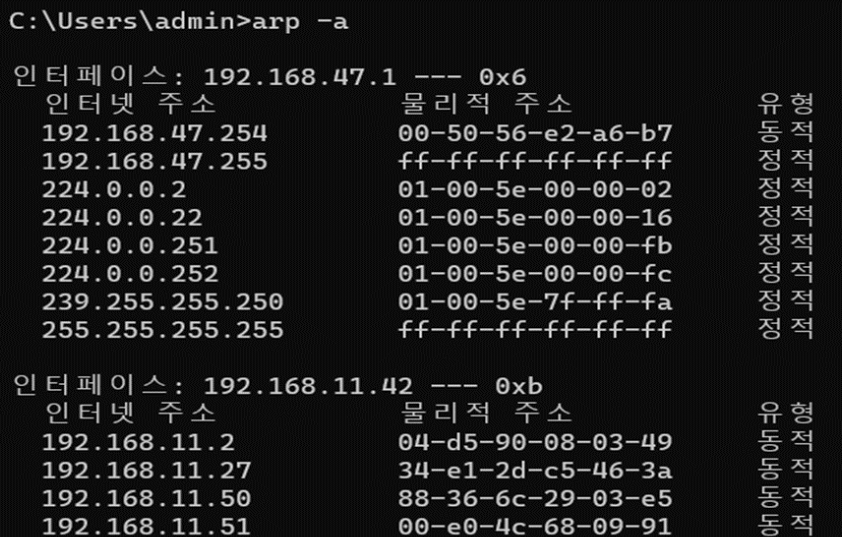 C:\Users\admin>arp -a
인터페이스: 192.168.47.1 --- 0x6
인터넷 주소 물리적 주소 유형
192.168.47.254 00-50-56-e2-a6-b7 동적
192.168.47.255 ff-ff-ff-ff-ff-ff 정적
224.0.0.2 01-00-5e-00-00-02 정적
224.0.0.22 01-00-5e-00-00-16 정적
224.0.0.251 01-00-5e-00-00-fb 정적
224.0.0.252 01-00-5e-00-00-fc 정적
239.255.255.250 01-00-5e-7f-ff-fa 정적
255.255.255.255 ff-ff-ff-ff-ff-ff 정적
인터페이스: 192.168.11.42 --- 0xb
인터넷 주소 물리적 주소 유형
192.168.11.2 04-d5-90-08-03-49 동적
192.168.11.27 34-e1-2d-c5-46-3a 동적
192.168.11.50 88-36-6c-29-03-e5 동적
192.168.11.51 00-e0-4c-68-09-91 동적